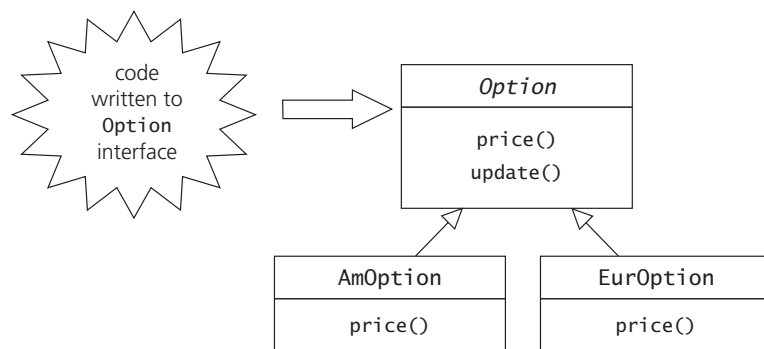 code
written to
Option
interface
Option
price()
update()
AmOption
price()
EurOption
price()